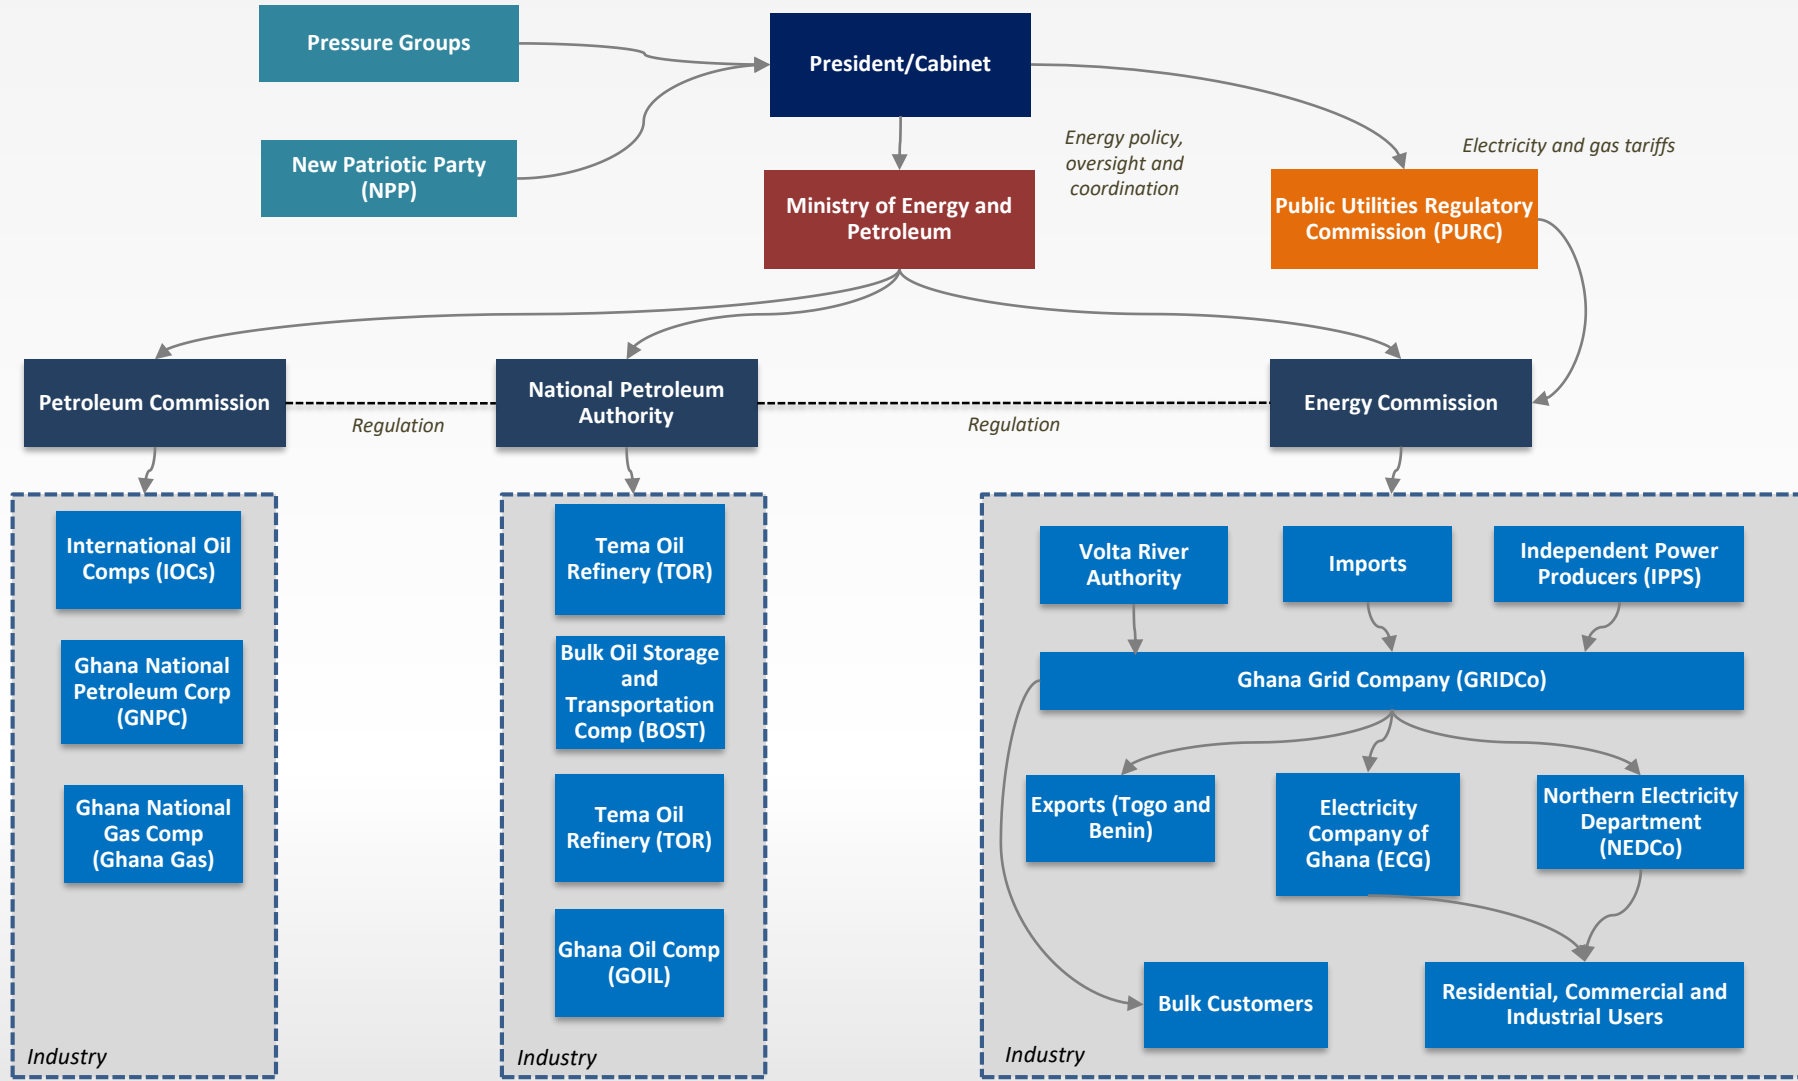 Pressure Groups
President/Cabinet
New Patriotic Party
(NPP)
Energy policy,
oversight and
coordination
Electricity and gas tariffs
Ministry of Energy and
Petroleum
Public Utilities Regulatory
Commission (PURC)
Petroleum Commission
Regulation
National Petroleum
Authority
Regulation
Energy Commission
International Oil
Comps (IOCs)
Ghana National
Petroleum Corp
(GNPC)
Ghana National
Gas Comp
(Ghana Gas)
Industry
Tema Oil
Refinery (TOR)
Bulk Oil Storage
and
Transportation
Comp (BOST)
Tema Oil
Refinery (TOR)
Ghana Oil Comp
(GOIL)
Industry
Volta River
Authority
Imports
Independent Power
Producers (IPPS)
Ghana Grid Company (GRIDCo)
Exports (Togo and
Benin)
Electricity
Company of
Ghana (ECG)
Northern Electricity
Department
(NEDCo)
Bulk Customers
Residential, Commercial and
Industrial Users
Industry